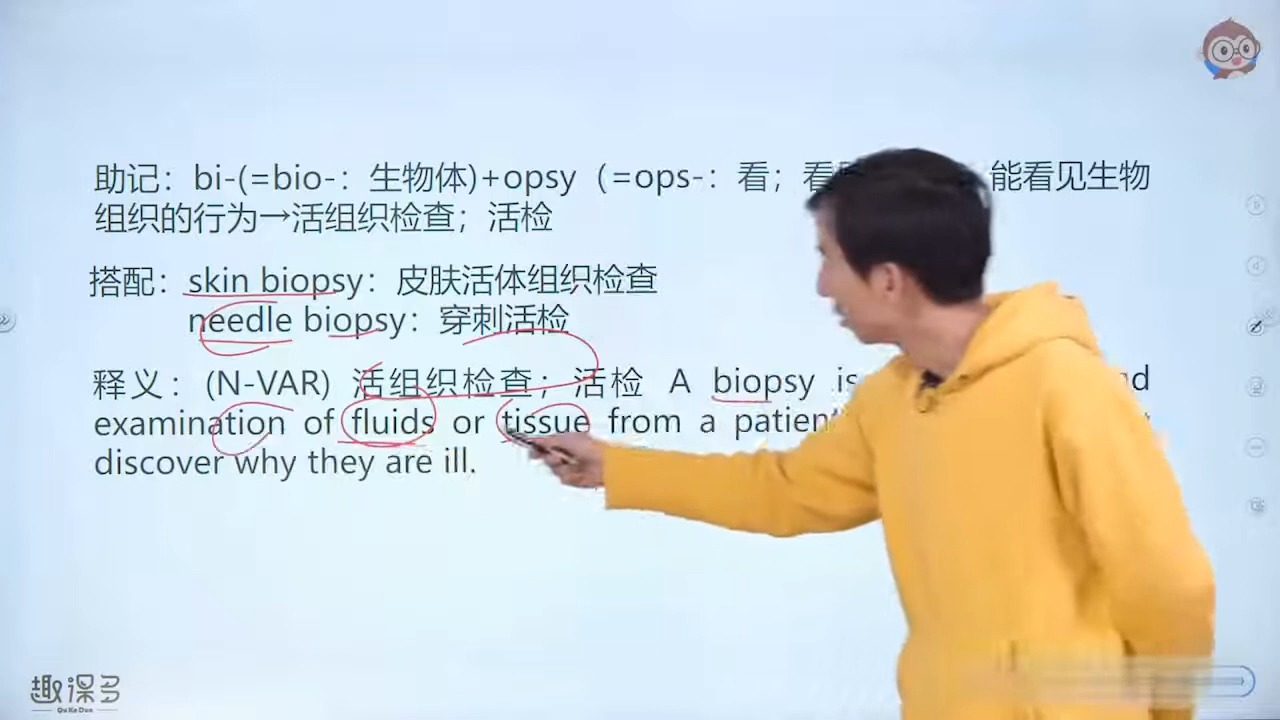 助记：bi-(=bio-：生物体)+opsy（=ops-：看；看 能看见生物
组织的行为→活组织检查；活检
搭配：skin biopsy：皮肤活体组织检查
needle biopsy：穿刺活检
释义：(N-VAR) 活组织检查；活检 A biopsy is
examination of fluids or tissue from a patient
discover why they are ill.
趣课多
QuKeDuo